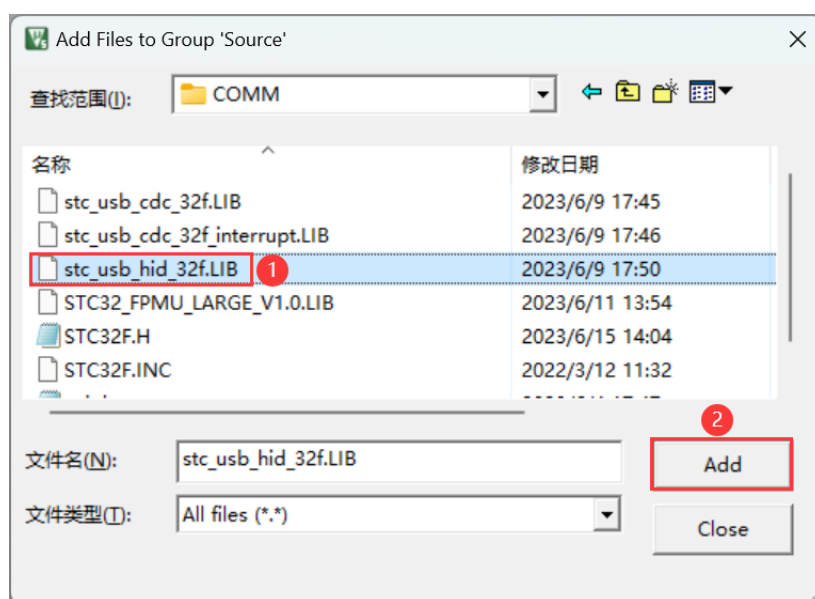 Add Files to Group 'Source'
查找范围(I): COMM
名称 修改日期
stc_usb_cdc_32f.LIB 2023/6/9 17:45
stc_usb_cdc_32f_interrupt.LIB 2023/6/9 17:46
stc_usb_hid_32f.LIB 1 2023/6/9 17:50
STC32_FPMU_LARGE_V1.0.LIB 2023/6/11 13:54
STC32F.H 2023/6/15 14:04
STC32F.INC 2022/3/12 11:32
2
文件名(N): stc_usb_hid_32f.LIB Add
文件类型(T): All files (*.*) Close